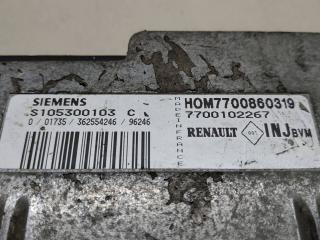 SIEMENS
S105300103 C
0 / 01735 / 362554246 / 96246
MADE IN FRANCE
HOM7700860319
7700102267
RENAULT INJ BVM